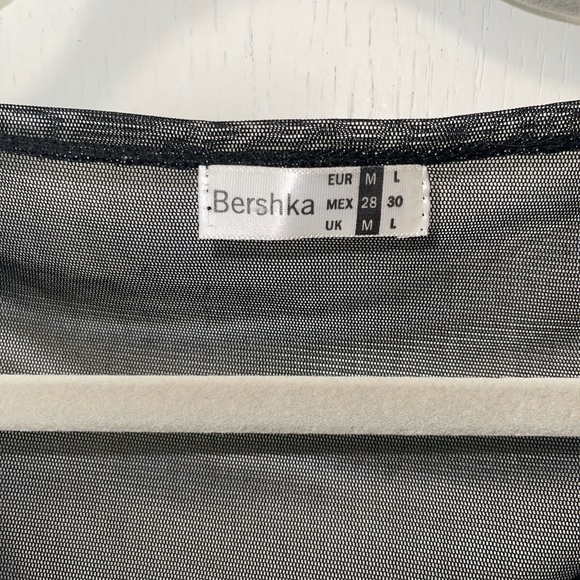 Bershka
EUR M L
MEX 28 30
UK M L